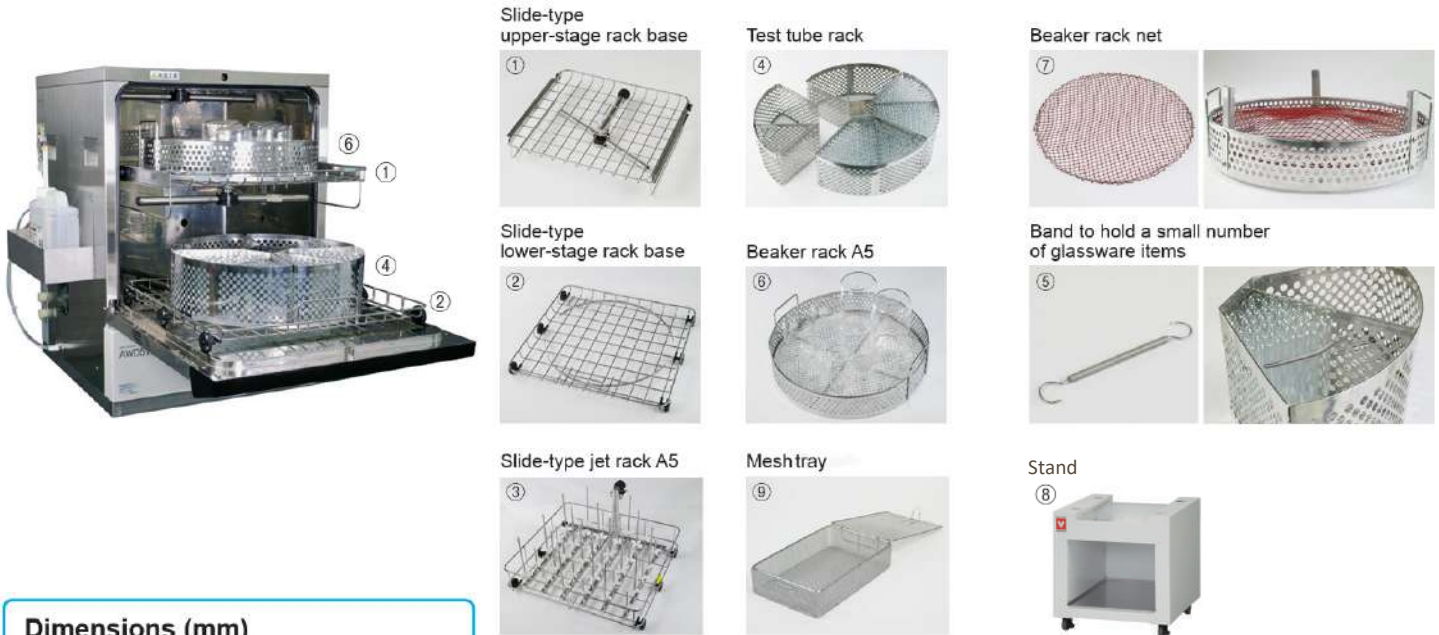 ⑥
①
④
②
AWD5
Slide-type
upper-stage rack base
①
Test tube rack
④
Beaker rack net
⑦
Slide-type
lower-stage rack base
②
Beaker rack A5
⑥
Band to hold a small number
of glassware items
⑤
Slide-type jet rack A5
③
Mesh tray
⑨
Stand
⑧
Dimensions (mm)